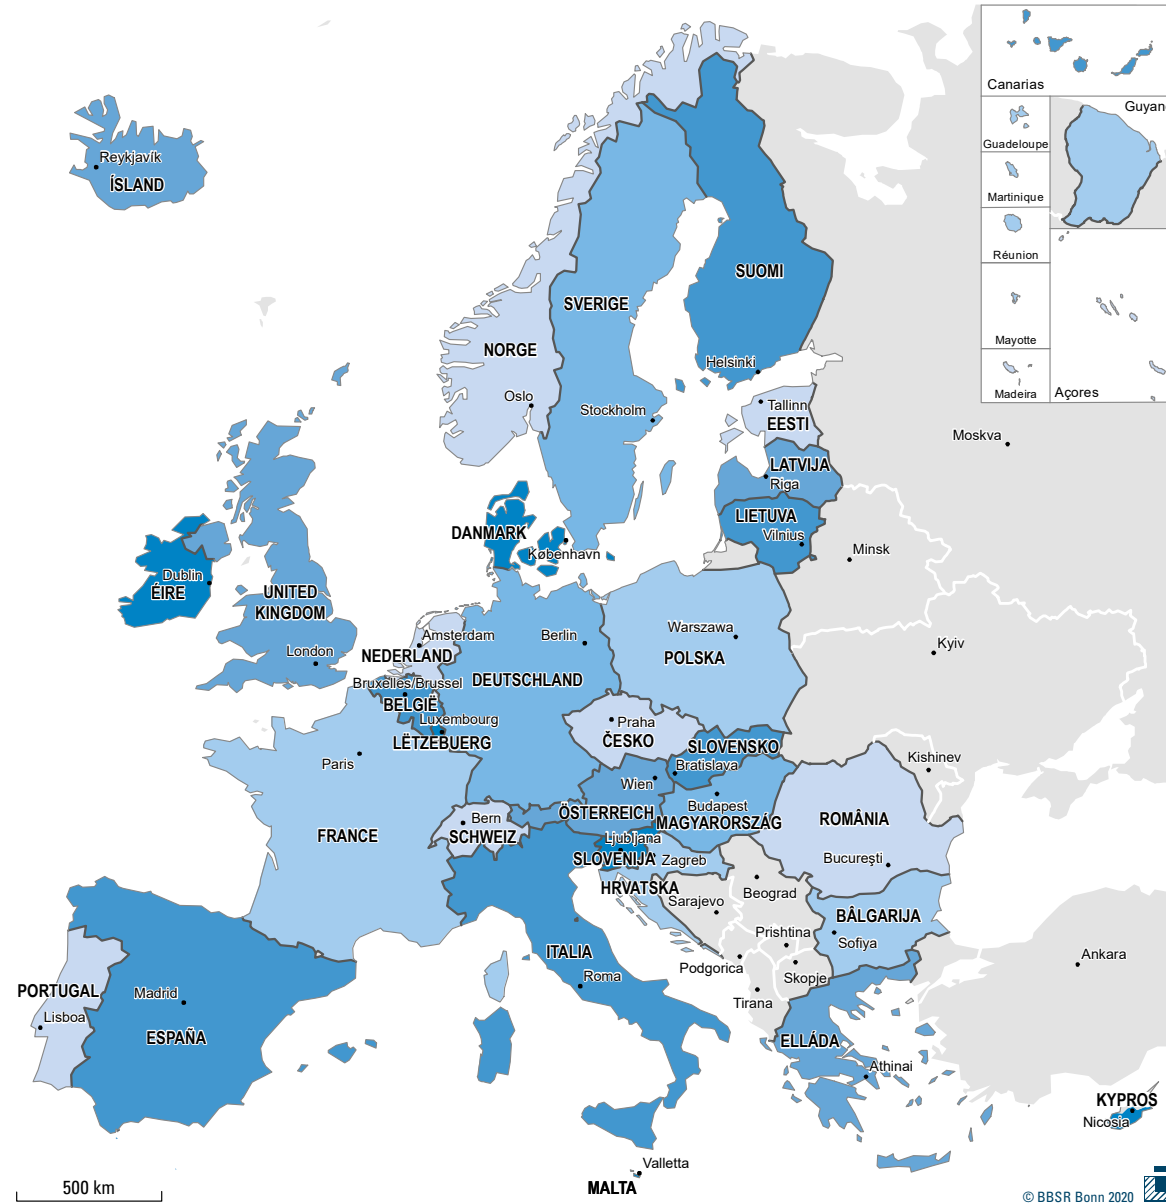 Canarias
Guyan
Guadeloupe
Martinique
Réunion
Mayotte
Madeira
Açores
Reykjavík
ÍSLAND
SUOMI
SVERIGE
NORGE
Helsinki
Oslo
Stockholm
Tallinn
EESTI
Moskva
LATVIJA
Riga
LIETUVA
Vilnius
DANMARK
København
Minsk
Dublin
ÉIRE
UNITED
KINGDOM
London
Amsterdam
NEDERLAND
Berlin
Warszawa
POLSKA
Kyiv
Bruxelles/Brussel
BELGIË
DEUTSCHLAND
Luxembourg
LËTZEBUERG
Praha
ČESKO
SLOVENSKO
Bratislava
Paris
Wien
Kishinev
ÖSTERREICH
Budapest
MAGYARORSZÁG
ROMÂNIA
FRANCE
Bern
SCHWEIZ
Ljubljana
SLOVENIJA
Zagreb
HRVATSKA
Bucureşti
Beograd
Sarajevo
BÂLGARIJA
Sofiya
Prishtina
Podgorica
Skopje
Tirana
Ankara
ITALIA
Roma
PORTUGAL
Lisboa
Madrid
ESPAÑA
ELLÁDA
Athinai
KYPROS
Nicosia
Valletta
MALTA
500 km
© BBSR Bonn 2020